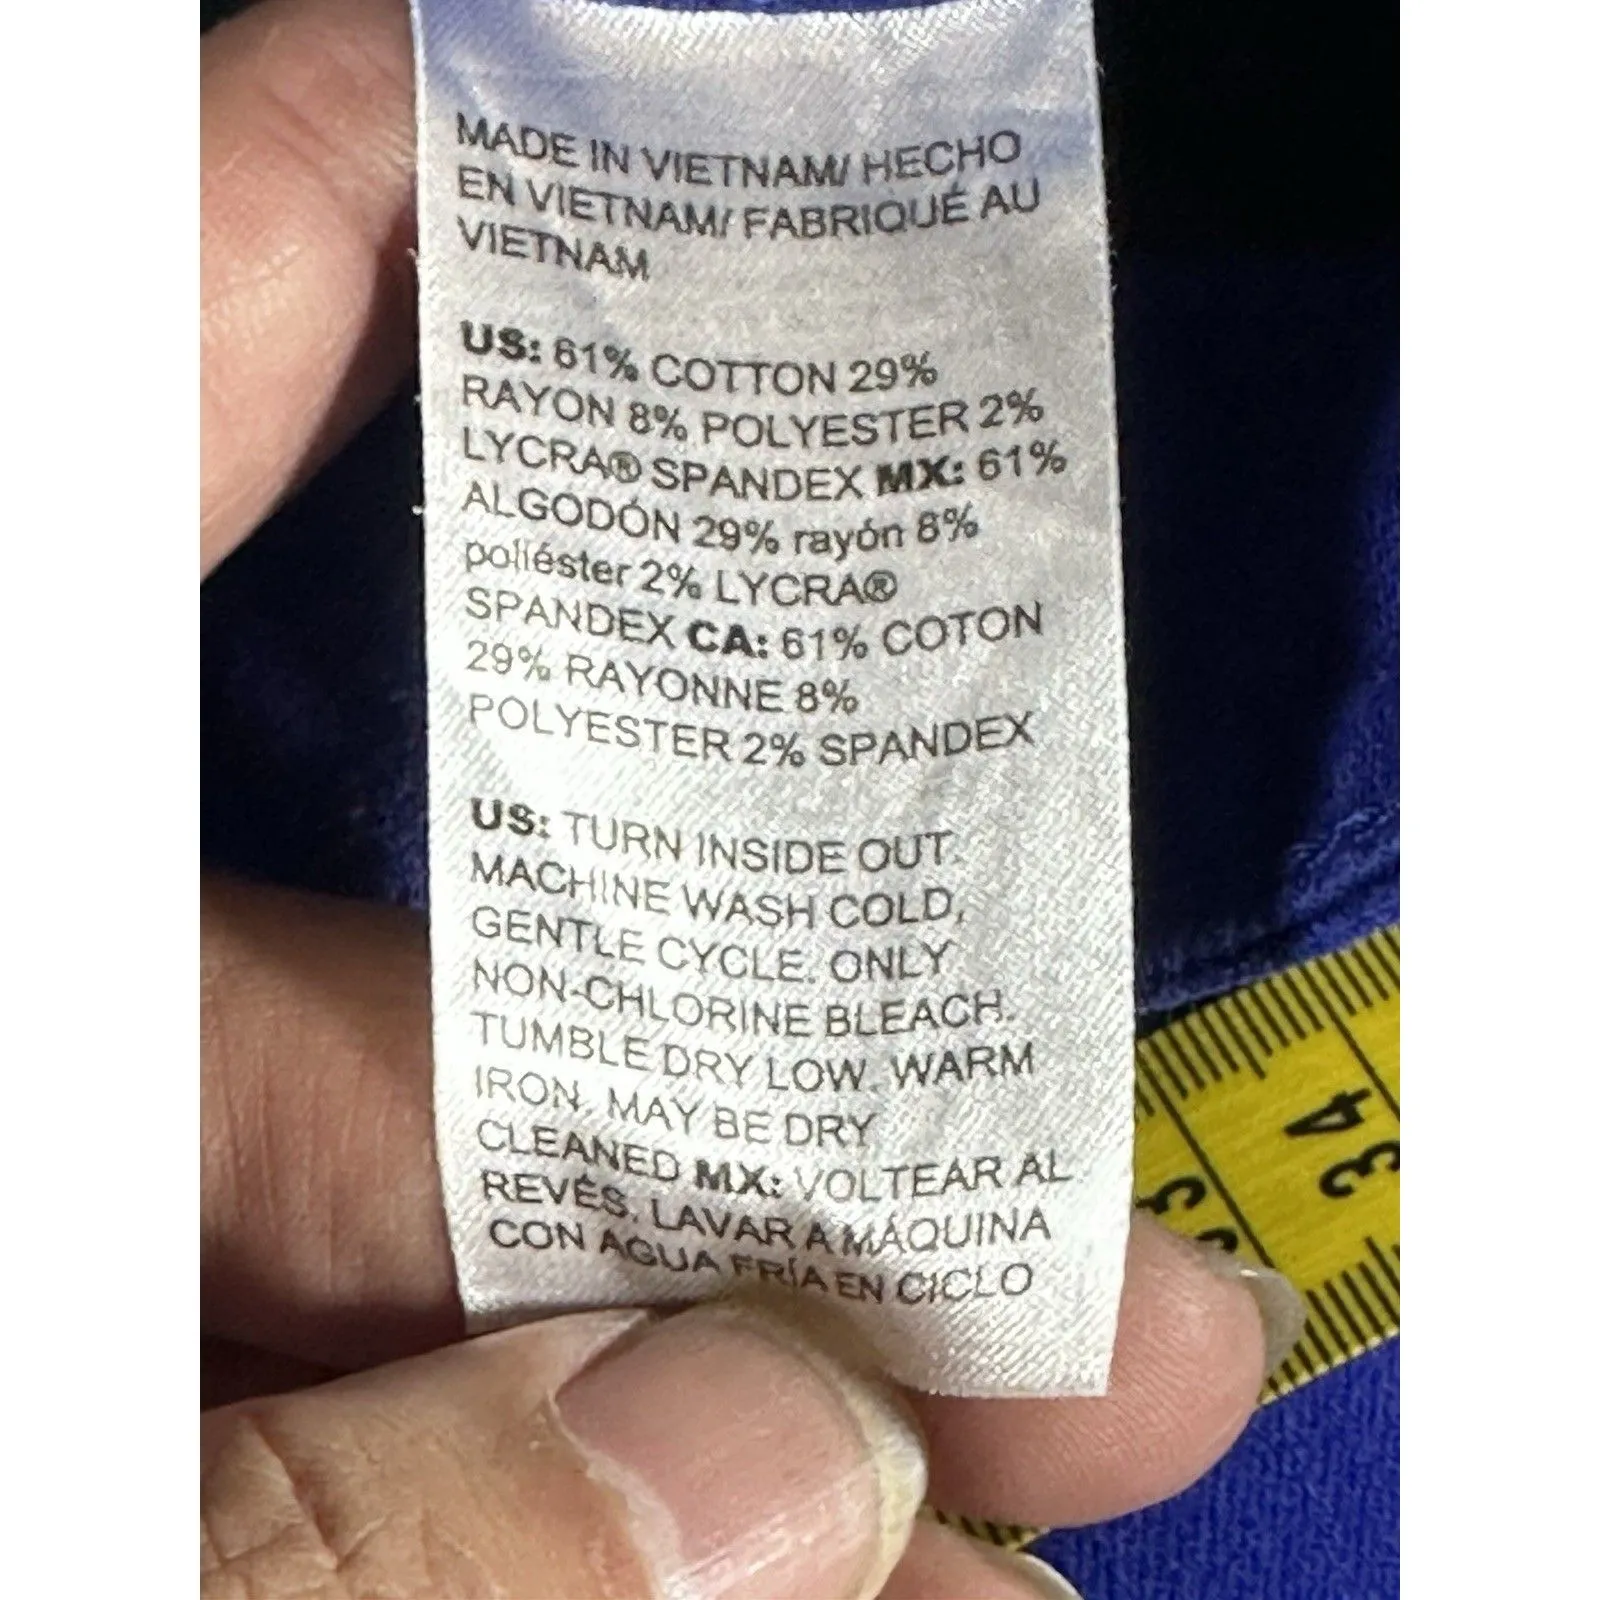 MADE IN VIETNAM/ HECHO
EN VIETNAM/ FABRIQUÉ AU
VIETNAM
US: 61% COTTON 29%
RAYON 8% POLYESTER 2%
LYCRA® SPANDEX MX: 61%
ALGODÓN 29% rayón 8%
poliéster 2% LYCRA®
SPANDEX CA: 61% COTON
29% RAYONNE 8%
POLYESTER 2% SPANDEX
US: TURN INSIDE OUT.
MACHINE WASH COLD,
GENTLE CYCLE. ONLY
NON-CHLORINE BLEACH.
TUMBLE DRY LOW. WARM
IRON. MAY BE DRY
CLEANED MX: VOLTEAR AL
REVÉS. LAVAR A MÁQUINA
CON AGUA FRÍA EN CICLO
34
33